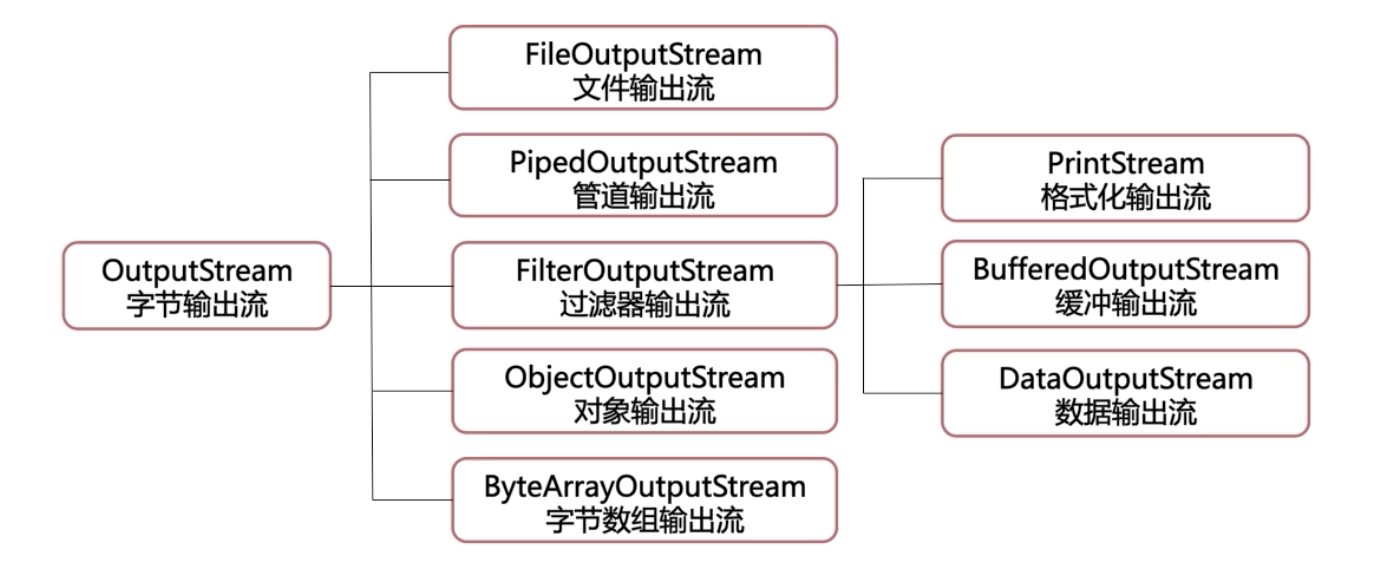 OutputStream
字节输出流
FileOutputStream
文件输出流
PipedOutputStream
管道输出流
FilterOutputStream
过滤器输出流
ObjectOutputStream
对象输出流
ByteArrayOutputStream
字节数组输出流
PrintStream
格式化输出流
BufferedOutputStream
缓冲输出流
DataOutputStream
数据输出流